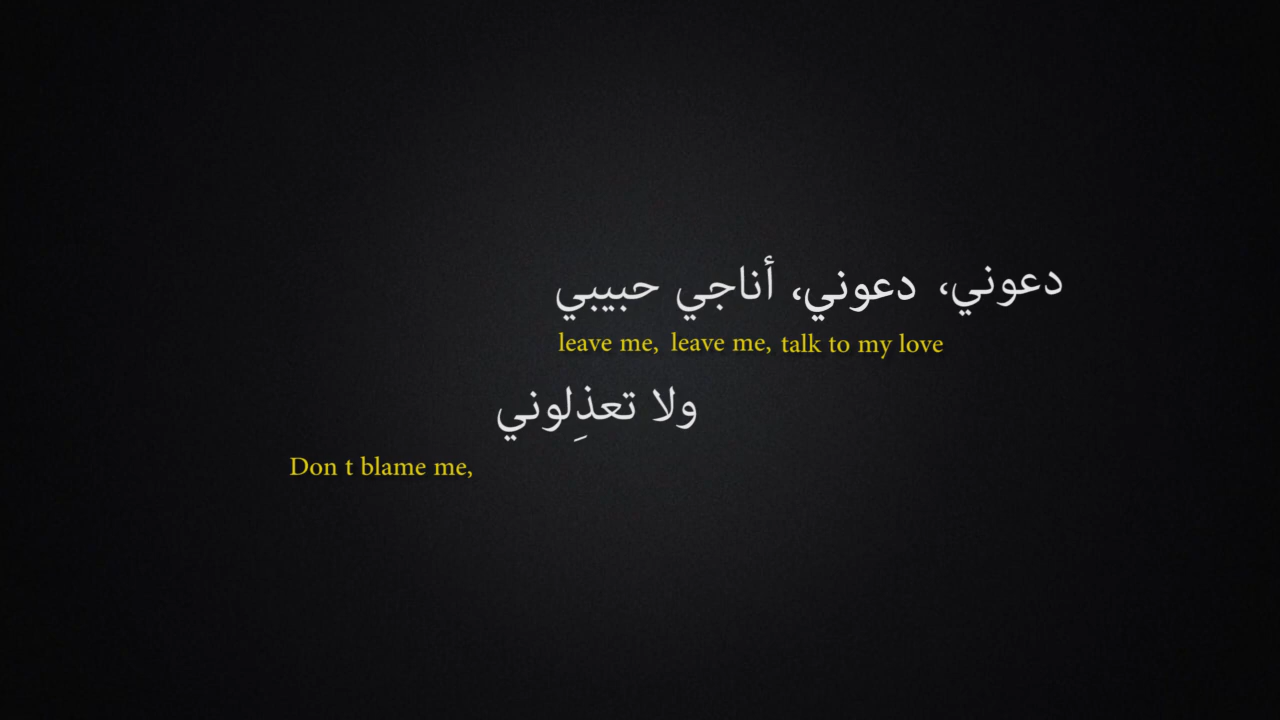 دعوني، دعوني، أناجي حبيبي
leave me, leave me, talk to my love
ولا تعذِلوني
Don t blame me,